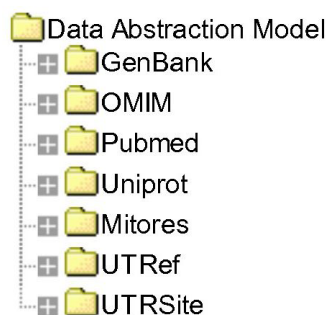 Data Abstraction Model
GenBank
OMIM
Pubmed
Uniprot
Mitores
UTRef
UTRSite